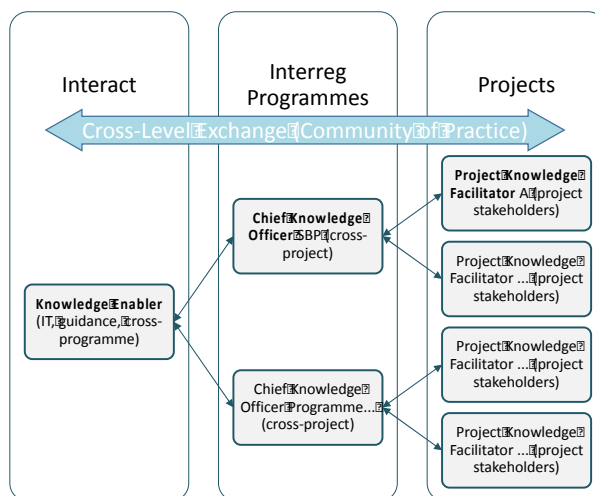 Interact
Interreg
Programmes
Projects
Cross-Level Exchange (Community of Practice)
Project Knowledge
Facilitator A (project
stakeholders)
Chief Knowledge
Officer SBP (cross-
project)
Project Knowledge
Facilitator ... (project
stakeholders)
Knowledge Enabler
(IT, guidance, cross-
programme)
Project Knowledge
Facilitator ... (project
stakeholders)
Chief Knowledge
Officer Programme...
(cross-project)
Project Knowledge
Facilitator ... (project
stakeholders)